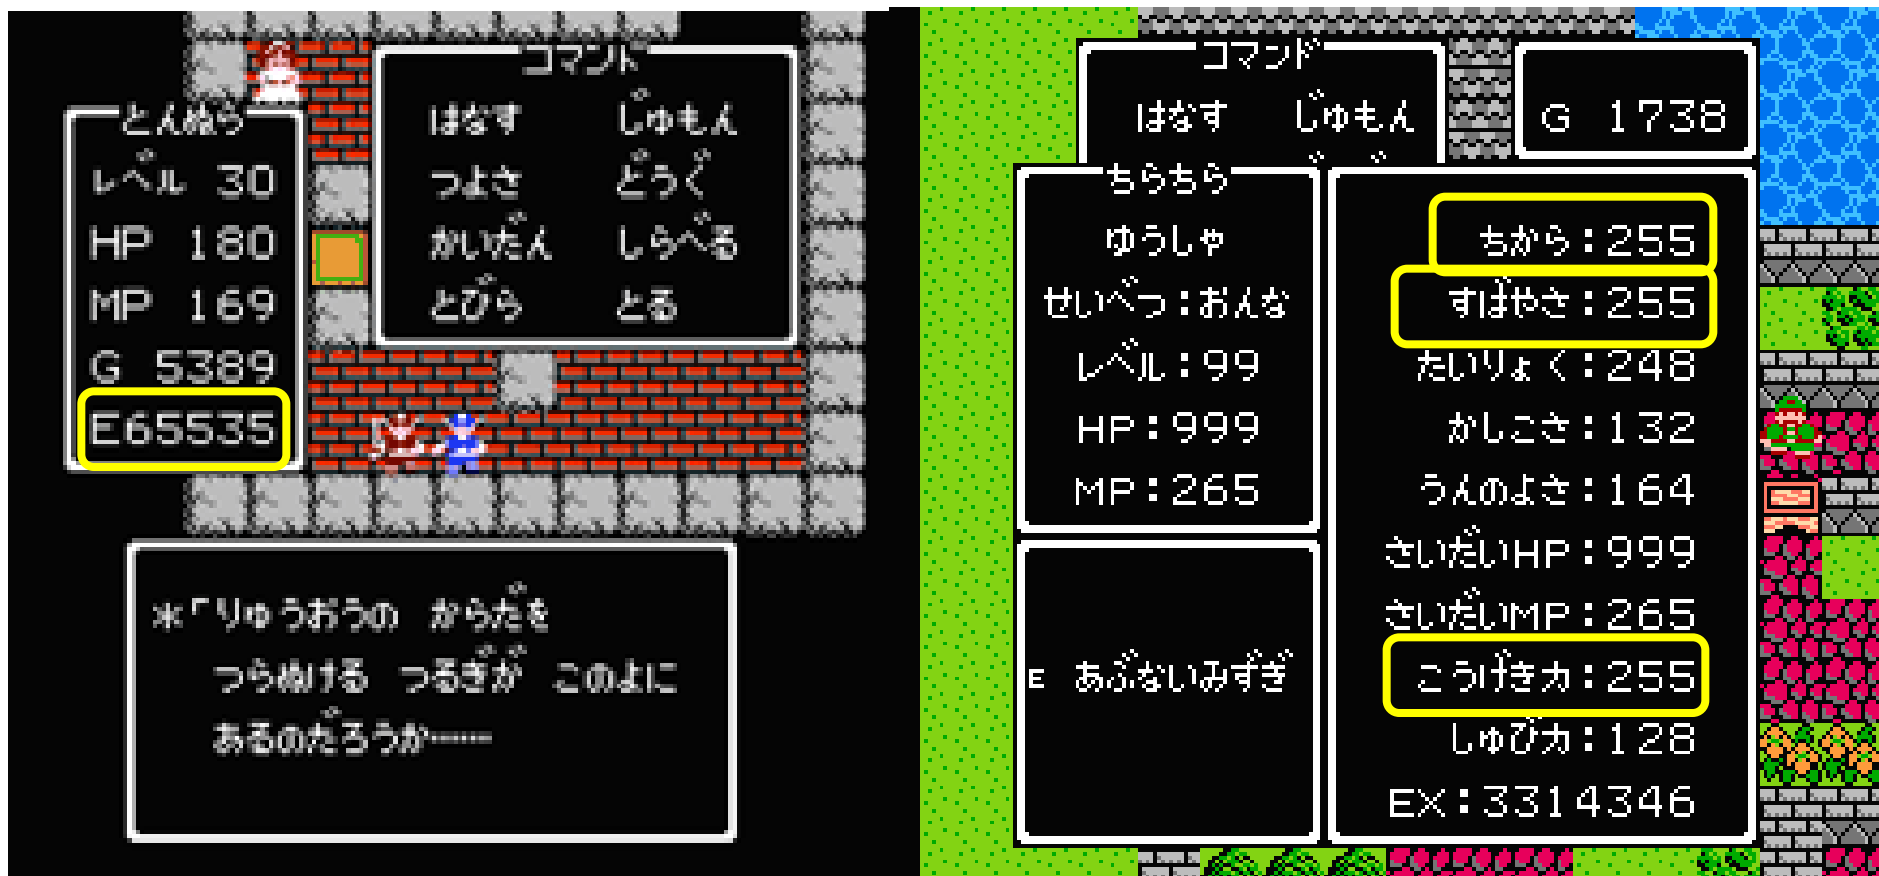 コマンド
はなす じゅもん
つよさ どうぐ
かいだん しらべる
とびら とる
とんぬら
レベル 30
HP 180
MP 169
G 5389
E65535
*「りゅうおうの からだを
つらぬける つるぎが このよに
あるのだろうか……
コマンド
はなす じゅもん
G 1738
ちらちら
ゆうしゃ
せいべつ:おんな
レベル:99
HP:999
MP:265
E あぶないみずぎ
ちから:255
すばやさ:255
たいりょく:248
かしこさ:132
うんのよさ:164
さいだいHP:999
さいだいMP:265
こうげき力:255
しゅび力:128
EX:3314346